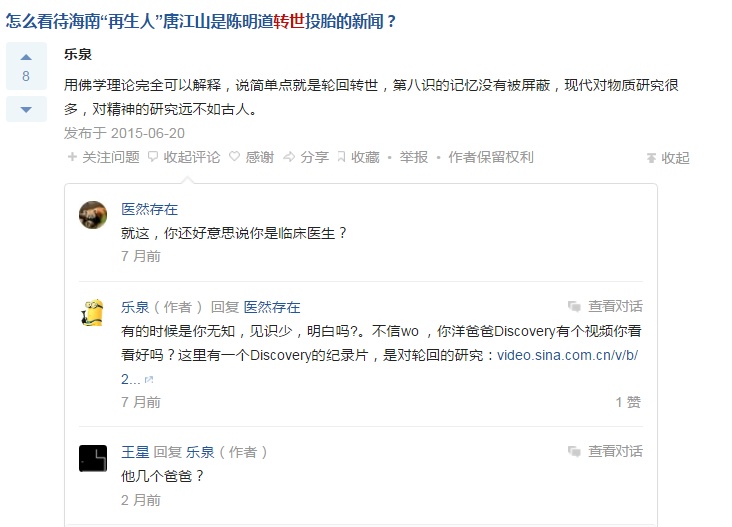 怎么看待海南“再生人”唐江山是陈明道转世投胎的新闻？
乐泉
8
用佛学理论完全可以解释，说简单点就是轮回转世，第八识的记忆没有被屏蔽，现代对物质研究很
多，对精神的研究远不如古人。
发布于 2015-06-20
关注问题 收起评论 感谢 分享 收藏 • 举报 • 作者保留权利 收起
医然存在
就这，你还好意思说你是临床医生？
7 月前
乐泉（作者） 回复 医然存在 查看对话
有的时候是你无知，见识少，明白吗?。不信wo ，你洋爸爸Discovery有个视频你看
看好吗？这里有一个Discovery的纪录片，是对轮回的研究：video.sina.com.cn/v/b/
2...
7 月前 1 赞
王星 回复 乐泉（作者） 查看对话
他几个爸爸？
2 月前